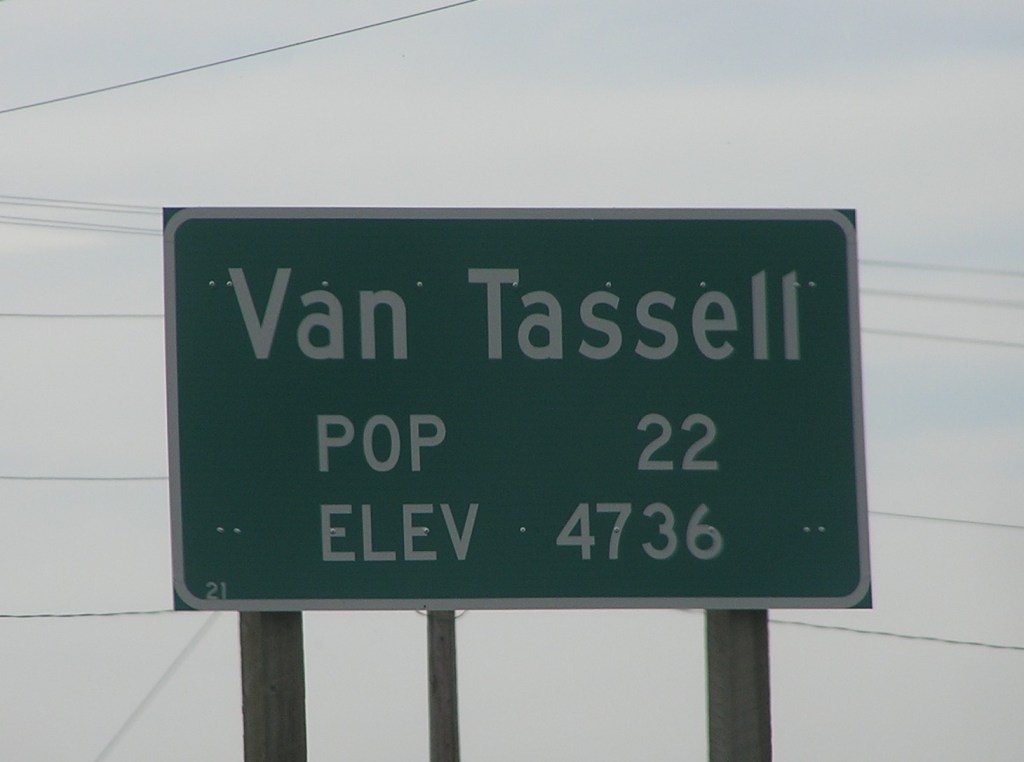 Van Tassell
POP 22
ELEV 4736
21